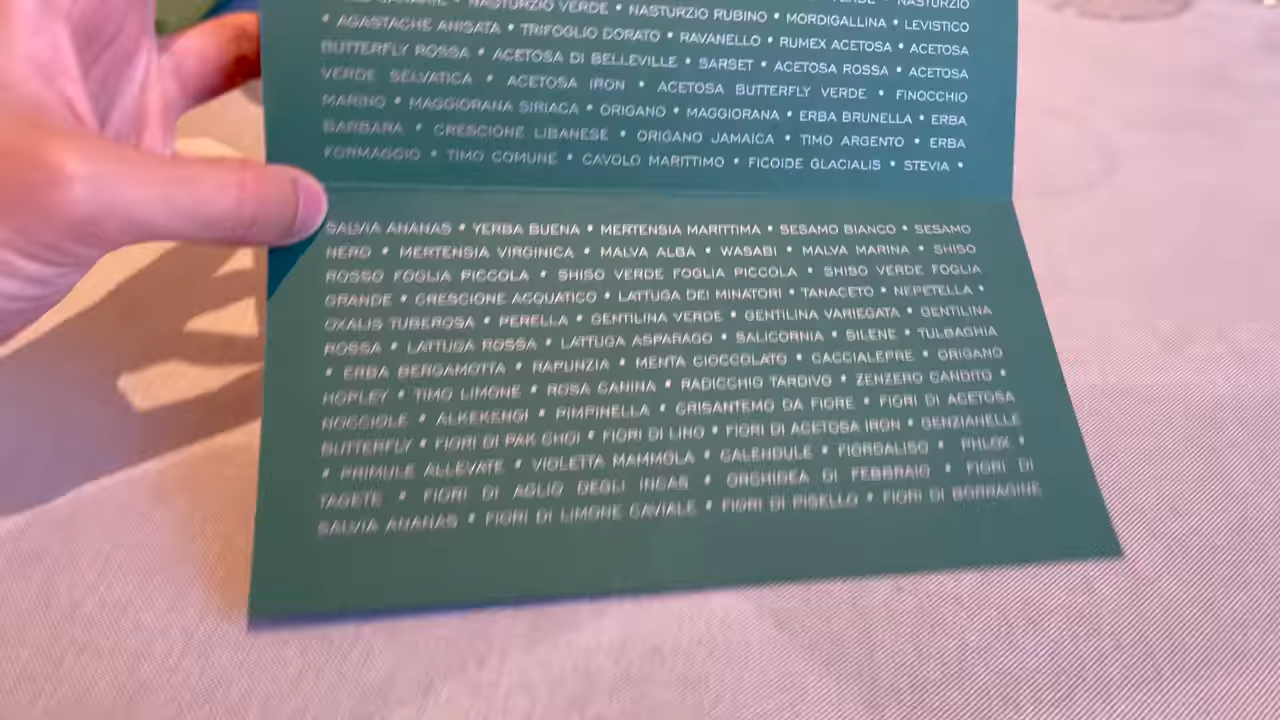 NASTURZIO VERDE • NASTURZIO RUBINO • MORDIGALLINA • LEVISTICO
• AGASTACHE ANISATA • TRIFOGLIO DORATO • RAVANELLO • RUMEX ACETOSA • ACETOSA
BUTTERFLY ROSSA • ACETOSA DI BELLEVILLE • SARSET • ACETOSA ROSSA • ACETOSA
VERDE SELVATICA • ACETOSA IRON • ACETOSA BUTTERFLY VERDE • FINOCCHIO
MARINO • MAGGIORANA SIRIACA • ORIGANO • MAGGIORANA • ERBA BRUNELLA • ERBA
BARBARA • CRESCIONE LIBANESE • ORIGANO JAMAICA • TIMO ARGENTO • ERBA
FORMAGGIO • TIMO COMUNE • CAVOLO MARITTIMO • FICOIDE GLACIALIS • STEVIA •
SALVIA ANANAS • YERBA BUENA • MERTENSIA MARITTIMA • SESAMO BIANCO • SESAMO
NERO • MERTENSIA VIRGINICA • MALVA ALBA • WASABI • MALVA MARINA • SHISO
ROSSO FOGLIA PICCOLA • SHISO VERDE FOGLIA PICCOLA • SHISO VERDE FOGLIA
GRANDE • CRESCIONE ACQUATICO • LATTUGA DEI MINATORI • TANACETO • NEPETELLA •
OXALIS TUBEROSA • PERELLA • GENTILINA VERDE • GENTILINA VARIEGATA • GENTILINA
ROSSA • LATTUGA ROSSA • LATTUGA ASPARAGO • SALICORNIA • SILENE • TULBAGHIA
• ERBA BERGAMOTTA • RAPUNZIA • MENTA CIOCCOLATO • CACCIALEPRE • ORIGANO
HOPLEY • TIMO LIMONE • ROSA CANINA • RADICCHIO TARDIVO • ZENZERO CANDITO •
NOCCIOLE • ALKEKENGI • PIMPINELLA • CRISANTEMO DA FIORE • FIORI DI ACETOSA
BUTTERFLY • FIORI DI PAK CHOI • FIORI DI LINO • FIORI DI ACETOSA IRON • GENZIANELLE
• PRIMULE ALLEVATE • VIOLETTA MAMMOLA • CALENDULE • FIORDALISO • PHLOX •
TAGETE • FIORI DI AGLIO DEGLI INCAS • ORCHIDEA DI FEBBRAIO • FIORI DI
SALVIA ANANAS • FIORI DI LIMONE CAVIALE • FIORI DI PISELLO • FIORI DI BORRAGINE